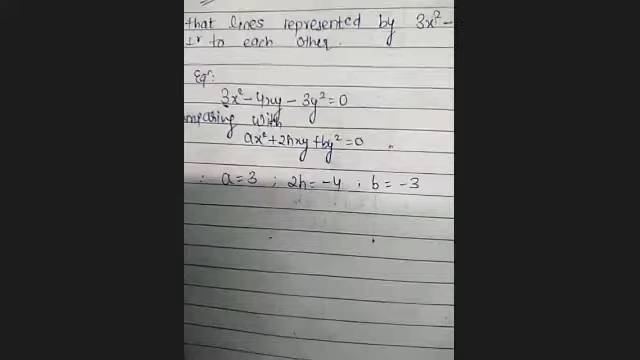 that lines represented by 3x² -
to each other.
Eqⁿ:
3x² - 4xy - 3y² = 0
mparing with
ax² + 2hxy + by² = 0
∴ a = 3 ; 2h = -4 ; b = -3